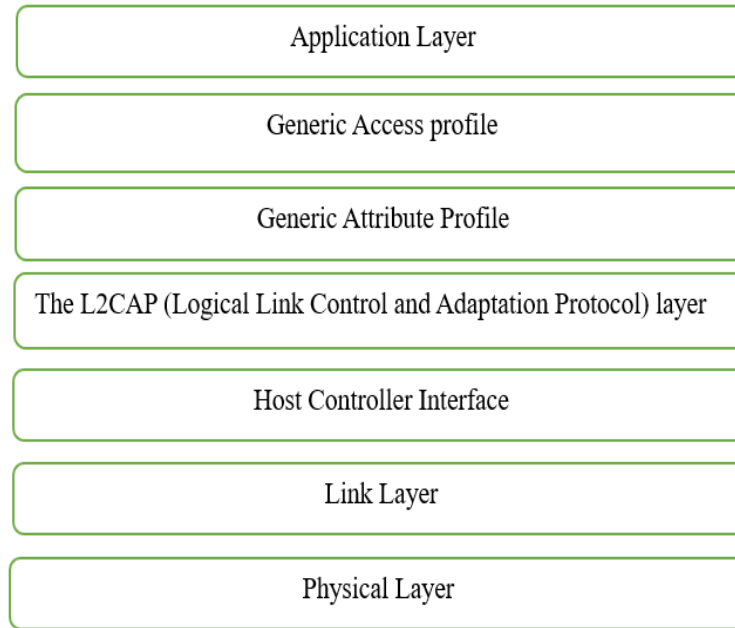 Application Layer
Generic Access profile
Generic Attribute Profile
The L2CAP (Logical Link Control and Adaptation Protocol) layer
Host Controller Interface
Link Layer
Physical Layer